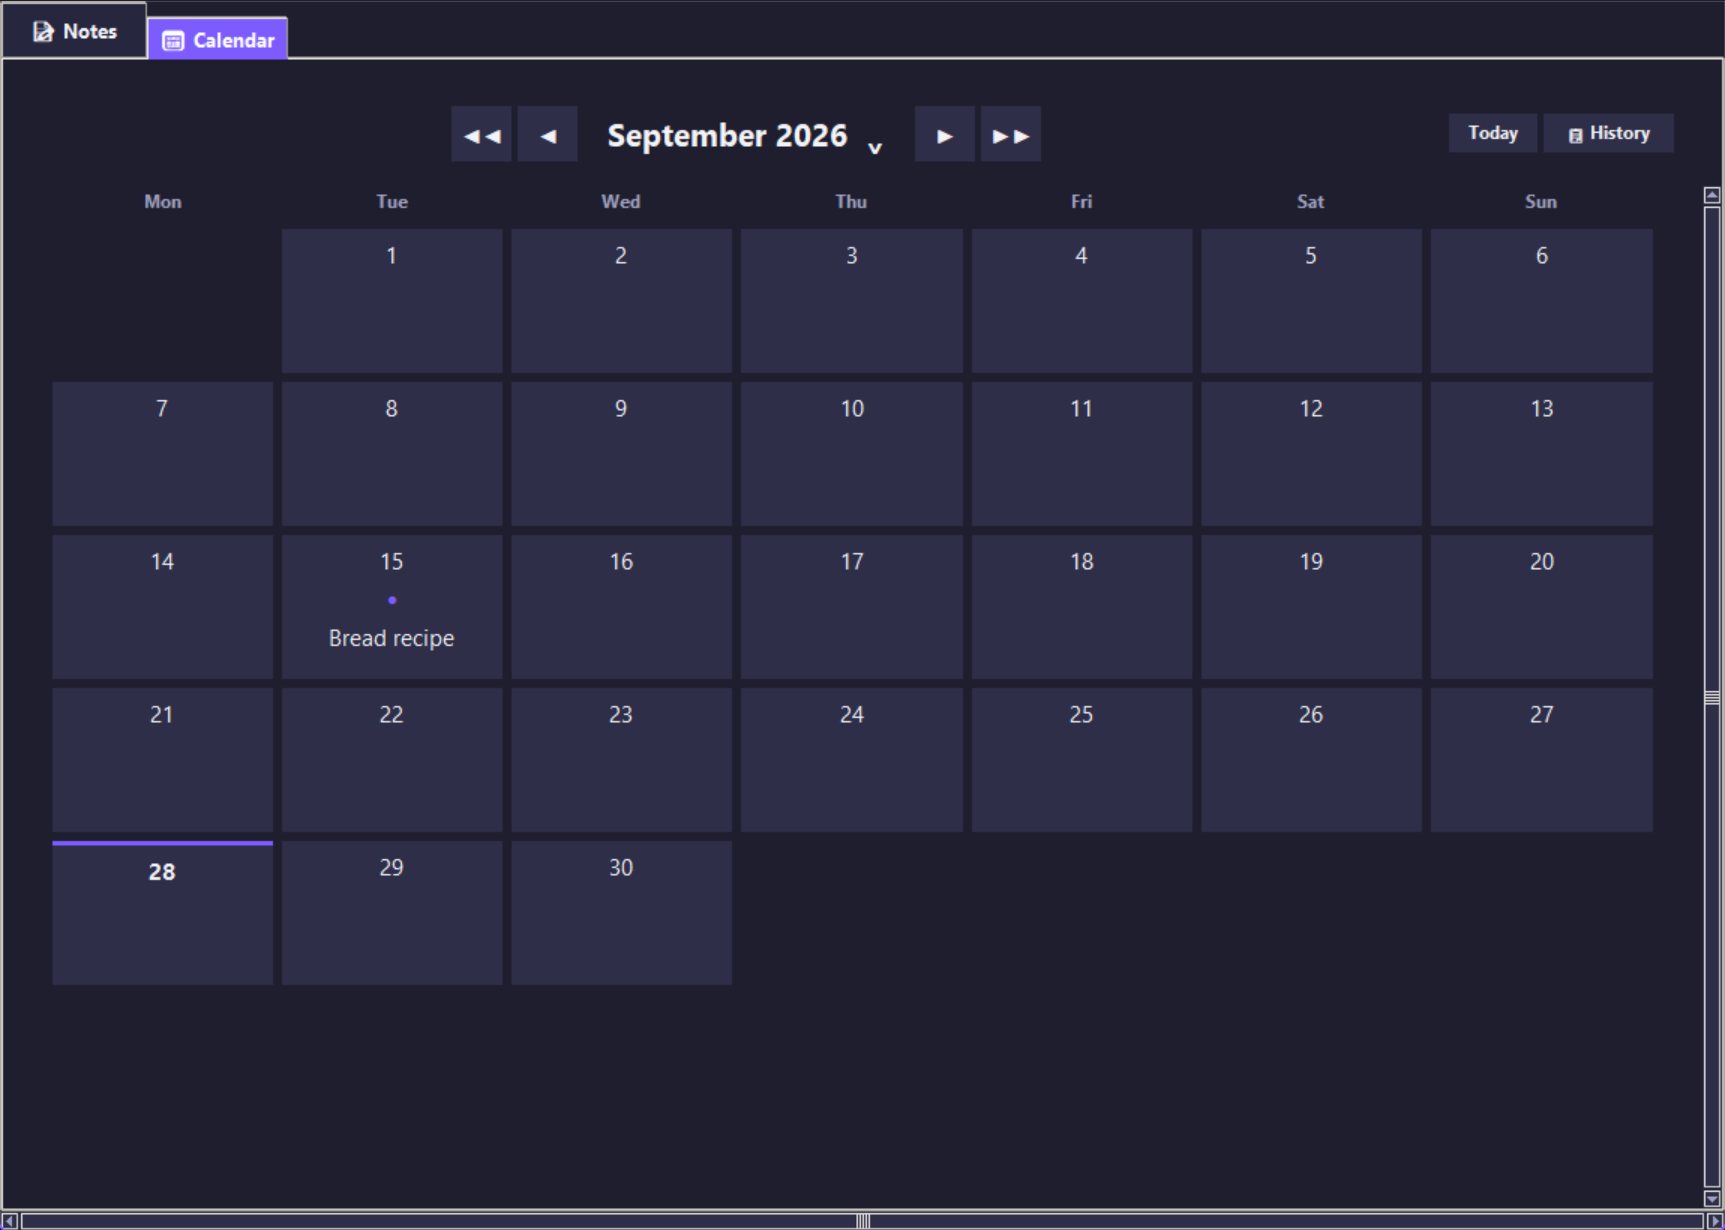 Notes
Calendar
◄◄ ◄ September 2026 v ► ►►
Today
History
Mon Tue Wed Thu Fri Sat Sun
1 2 3 4 5 6
7 8 9 10 11 12 13
14 15 16 17 18 19 20
Bread recipe
21 22 23 24 25 26 27
28 29 30